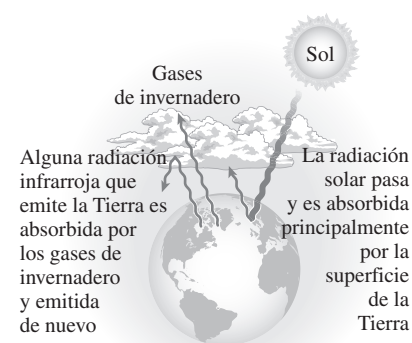 Sol
Gases
de invernadero
Alguna radiación
infrarroja que
emite la Tierra es
absorbida por
los gases de
invernadero
y emitida
de nuevo
La radiación
solar pasa
y es absorbida
principalmente
por la
superficie
de la
Tierra